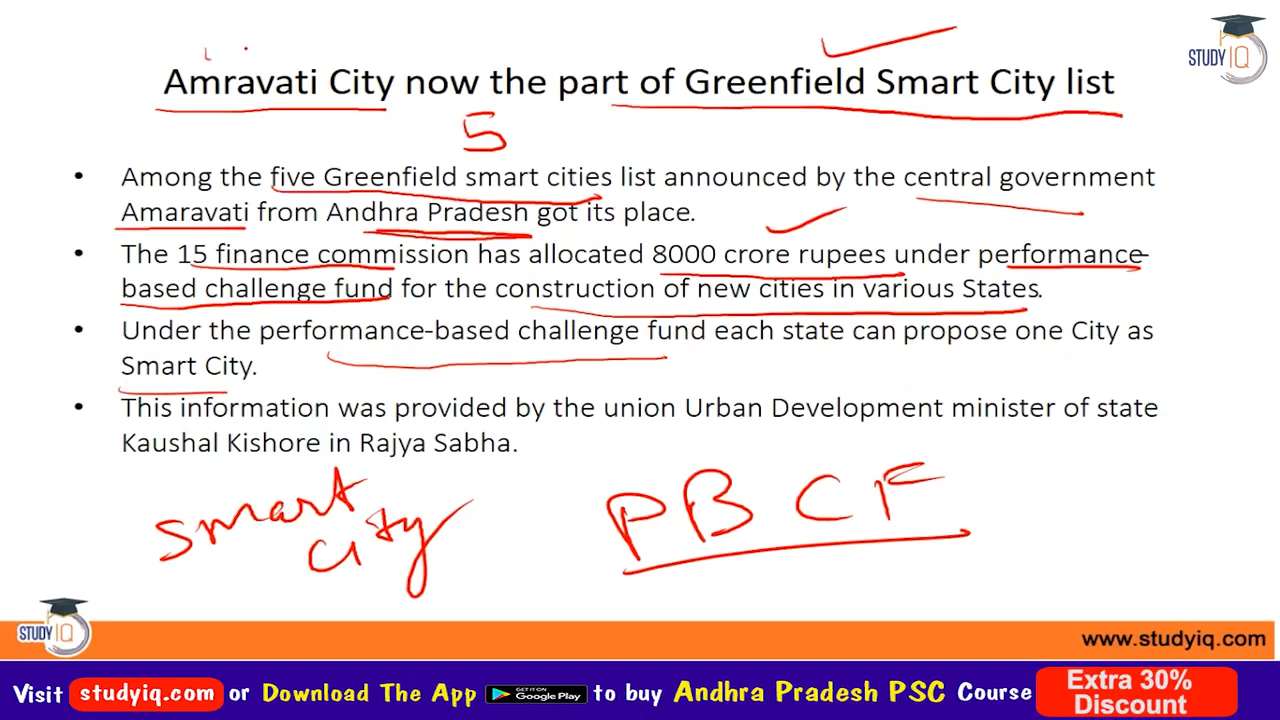 STUDY IQ
Amravati City now the part of Greenfield Smart City list
5
• Among the five Greenfield smart cities list announced by the central government
Amaravati from Andhra Pradesh got its place.
• The 15 finance commission has allocated 8000 crore rupees under performance-
based challenge fund for the construction of new cities in various States.
• Under the performance-based challenge fund each state can propose one City as
Smart City.
• This information was provided by the union Urban Development minister of state
Kaushal Kishore in Rajya Sabha.
smart
city
PBCF
STUDY IQ
www.studyiq.com
Visit studyiq.com or Download The App GET IT ON Google Play to buy Andhra Pradesh PSC Course Extra 30%
Discount